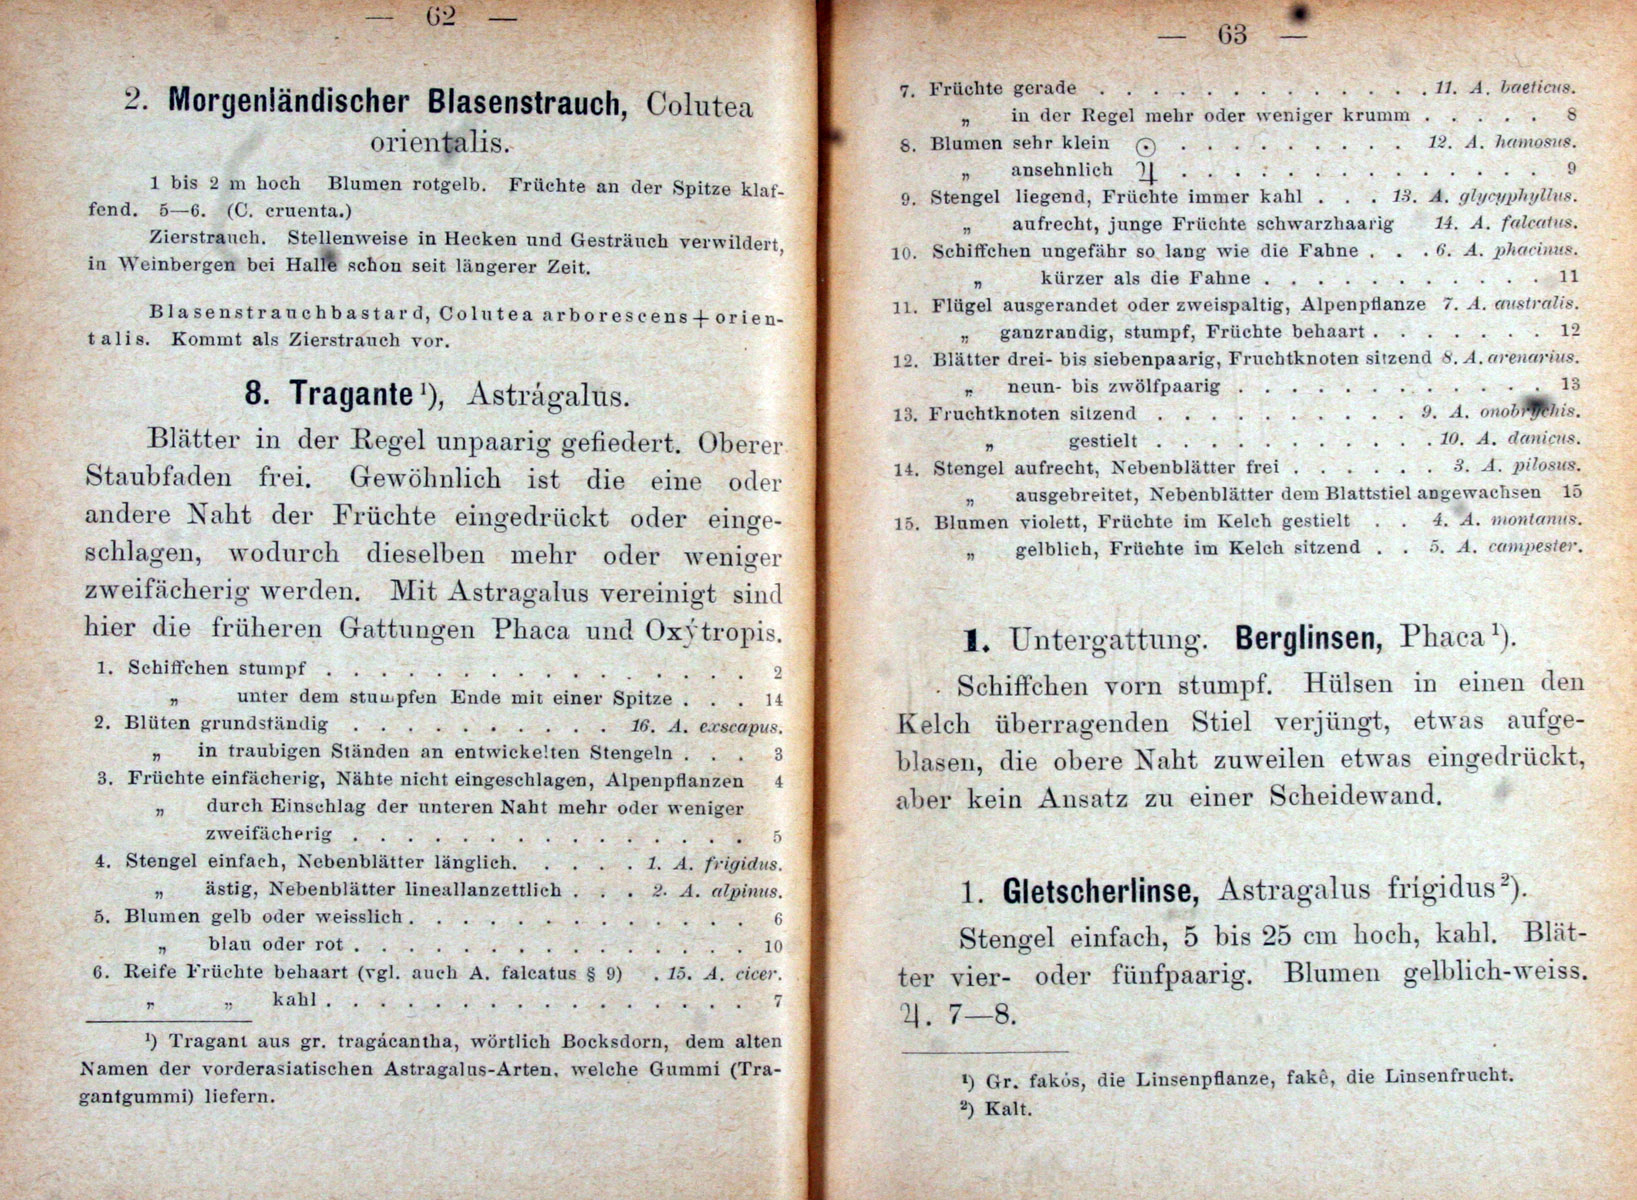 — 62 —
2. Morgenländischer Blasenstrauch, Colutea
orientalis.
1 bis 2 m hoch Blumen rotgelb. Früchte an der Spitze klaf-
fend. 5—6. (C. cruenta.)
Zierstrauch. Stellenweise in Hecken und Gesträuch verwildert,
in Weinbergen bei Halle schon seit längerer Zeit.
Blasenstrauchbastard, Colutea arborescens + orien-
talis. Kommt als Zierstrauch vor.
8. Tragante ¹), Astrágalus.
Blätter in der Regel unpaarig gefiedert. Oberer
Staubfaden frei. Gewöhnlich ist die eine oder
andere Naht der Früchte eingedrückt oder einge-
schlagen, wodurch dieselben mehr oder weniger
zweifächerig werden. Mit Astragalus vereinigt sind
hier die früheren Gattungen Phaca und Oxýtropis.
1. Schiffchen stumpf . . . . . . . . . . . . . . . . 2
„ unter dem stumpfen Ende mit einer Spitze . . . 14
2. Blüten grundständig . . . . . . . . . . 16. A. exscapus.
„ in traubigen Ständen an entwickelten Stengeln . . . 3
3. Früchte einfächerig, Nähte nicht eingeschlagen, Alpenpflanzen 4
„ durch Einschlag der unteren Naht mehr oder weniger
zweifächerig . . . . . . . . . . . . . . . 5
4. Stengel einfach, Nebenblätter länglich. . . . . 1. A. frigidus.
„ ästig, Nebenblätter lineallanzettlich . . . 2. A. alpinus.
5. Blumen gelb oder weisslich . . . . . . . . . . . . . 6
„ blau oder rot . . . . . . . . . . . . . . . . 10
6. Reife Früchte behaart (vgl. auch A. falcatus § 9) . 15. A. cicer.
„ „ kahl . . . . . . . . . . . . . . . . 7
¹) Tragant aus gr. tragácantha, wörtlich Bocksdorn, dem alten
Namen der vorderasiatischen Astragalus-Arten, welche Gummi (Tra-
gantgummi) liefern.
— 63 —
7. Früchte gerade . . . . . . . . . . . . . 11. A. baeticus.
„ in der Regel mehr oder weniger krumm . . . . . 8
8. Blumen sehr klein ☉ . . . . . . . . . 12. A. hamosus.
„ ansehnlich ♃ . . . . . . . . . . . . . . 9
9. Stengel liegend, Früchte immer kahl . . . 13. A. glycyphyllus.
„ aufrecht, junge Früchte schwarzhaarig 14. A. falcatus.
10. Schiffchen ungefähr so lang wie die Fahne . . . 6. A. phacinus.
„ kürzer als die Fahne . . . . . . . . . . . 11
11. Flügel ausgerandet oder zweispaltig, Alpenpflanze 7. A. australis.
„ ganzrandig, stumpf, Früchte behaart . . . . . . . 12
12. Blätter drei- bis siebenpaarig, Fruchtknoten sitzend 8. A. arenarius.
„ neun- bis zwölfpaarig . . . . . . . . . . . . 13
13. Fruchtknoten sitzend . . . . . . . . . . 9. A. onobrychis.
„ gestielt . . . . . . . . . . . 10. A. danicus.
14. Stengel aufrecht, Nebenblätter frei . . . . . . 3. A. pilosus.
„ ausgebreitet, Nebenblätter dem Blattstiel angewachsen 15
15. Blumen violett, Früchte im Kelch gestielt . . 4. A. montanus.
„ gelblich, Früchte im Kelch sitzend . . 5. A. campester.
I. Untergattung. Berglinsen, Phaca ¹).
Schiffchen vorn stumpf. Hülsen in einen den
Kelch überragenden Stiel verjüngt, etwas aufge-
blasen, die obere Naht zuweilen etwas eingedrückt,
aber kein Ansatz zu einer Scheidewand.
1. Gletscherlinse, Astragalus frígidus ²).
Stengel einfach, 5 bis 25 cm hoch, kahl. Blät-
ter vier- oder fünfpaarig. Blumen gelblich-weiss.
♃. 7—8.
¹) Gr. fakós, die Linsenpflanze, fakê, die Linsenfrucht.
²) Kalt.